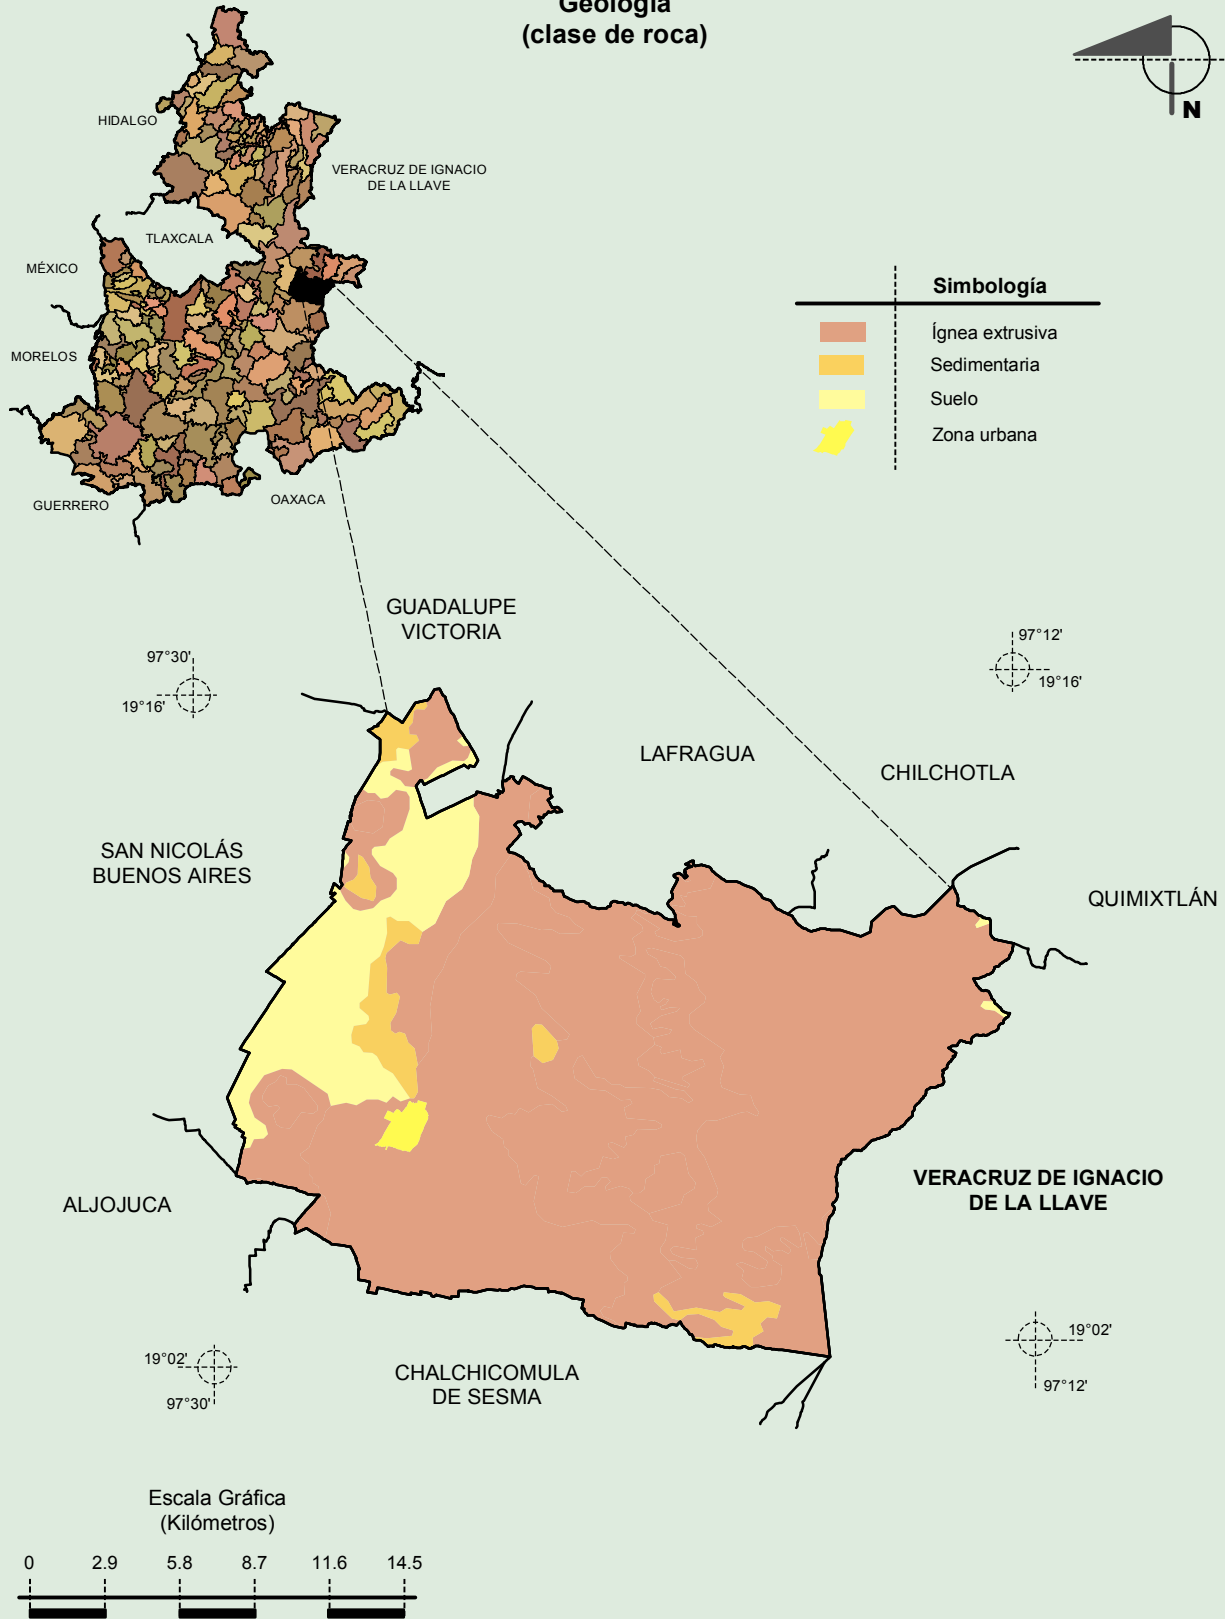 Geología
(clase de roca)
N
HIDALGO
VERACRUZ DE IGNACIO
DE LA LLAVE
TLAXCALA
MÉXICO
MORELOS
GUERRERO
OAXACA
Simbología
Ígnea extrusiva
Sedimentaria
Suelo
Zona urbana
GUADALUPE
VICTORIA
97°30'
19°16'
97°12'
19°16'
LAFRAGUA
CHILCHOTLA
SAN NICOLÁS
BUENOS AIRES
QUIMIXTLÁN
ALJOJUCA
VERACRUZ DE IGNACIO
DE LA LLAVE
19°02'
97°30'
19°02'
97°12'
CHALCHICOMULA
DE SESMA
Escala Gráfica
(Kilómetros)
0 2.9 5.8 8.7 11.6 14.5